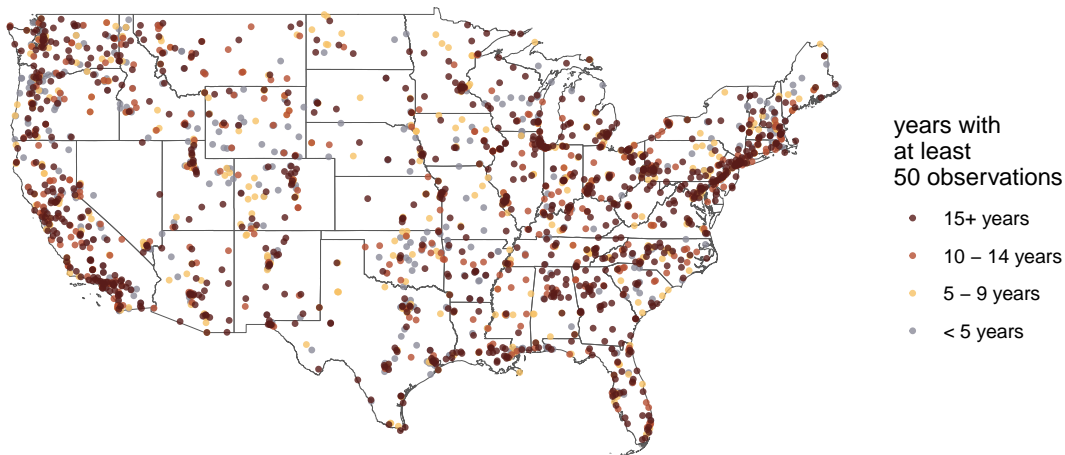 years with
at least
50 observations
15+ years
10 − 14 years
5 − 9 years
< 5 years